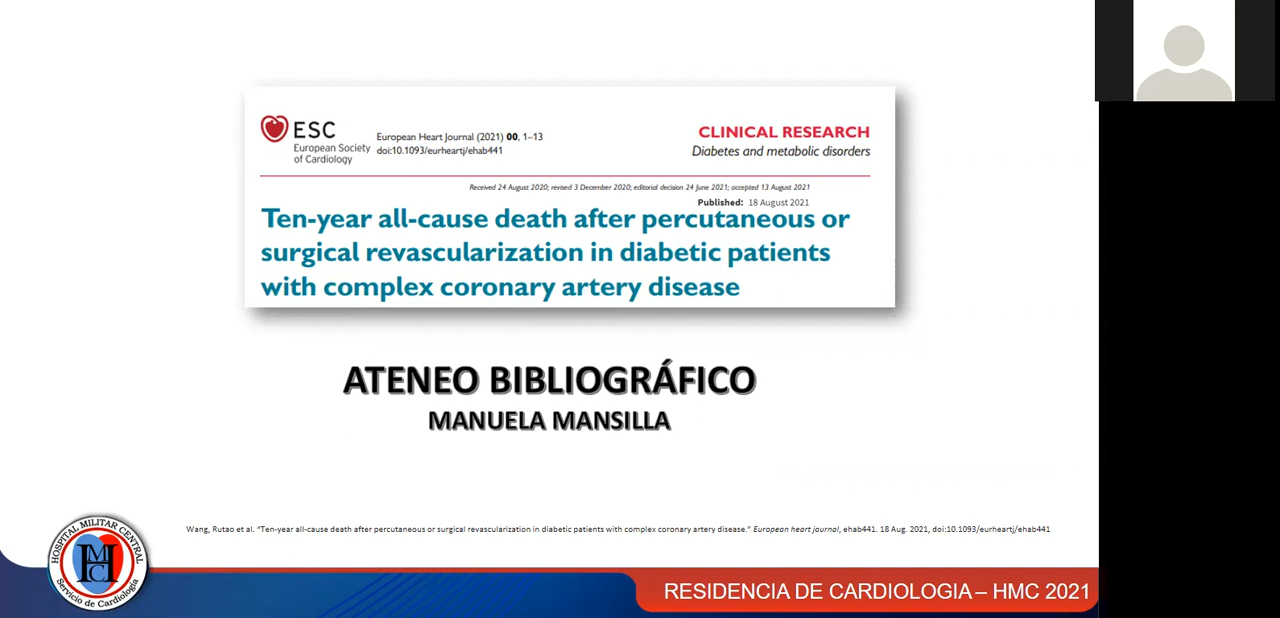 ESC
European Society
of Cardiology
European Heart Journal (2021) 00, 1–13
doi:10.1093/eurheartj/ehab441
CLINICAL RESEARCH
Diabetes and metabolic disorders
Received 24 August 2020; revised 3 December 2020; editorial decision 24 June 2021; accepted 13 August 2021
Published: 18 August 2021
Ten-year all-cause death after percutaneous or
surgical revascularization in diabetic patients
with complex coronary artery disease
ATENEO BIBLIOGRÁFICO
MANUELA MANSILLA
Wang, Rutao et al. “Ten-year all-cause death after percutaneous or surgical revascularization in diabetic patients with complex coronary artery disease.” European heart journal, ehab441. 18 Aug. 2021, doi:10.1093/eurheartj/ehab441
HOSPITAL MILITAR CENTRAL
HMC
Servicio de Cardiología
RESIDENCIA DE CARDIOLOGIA – HMC 2021